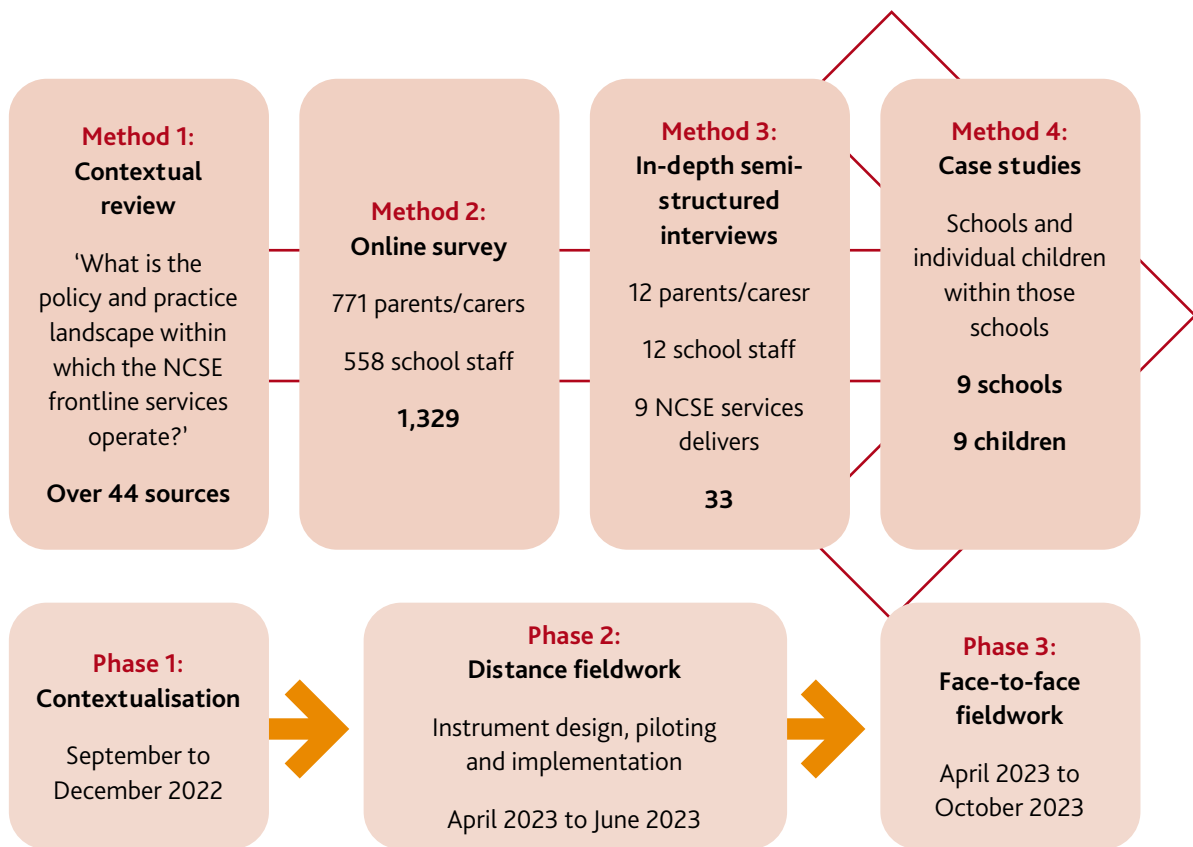 Method 1:
Contextual
review
‘What is the
policy and practice
landscape within
which the NCSE
frontline services
operate?’
Over 44 sources
Method 2:
Online survey
771 parents/carers
558 school staff
1,329
Method 3:
In-depth semi-
structured
interviews
12 parents/caresr
12 school staff
9 NCSE services
delivers
33
Method 4:
Case studies
Schools and
individual children
within those
schools
9 schools
9 children
Phase 1:
Contextualisation
September to
December 2022
Phase 2:
Distance fieldwork
Instrument design, piloting
and implementation
April 2023 to June 2023
Phase 3:
Face-to-face
fieldwork
April 2023 to
October 2023